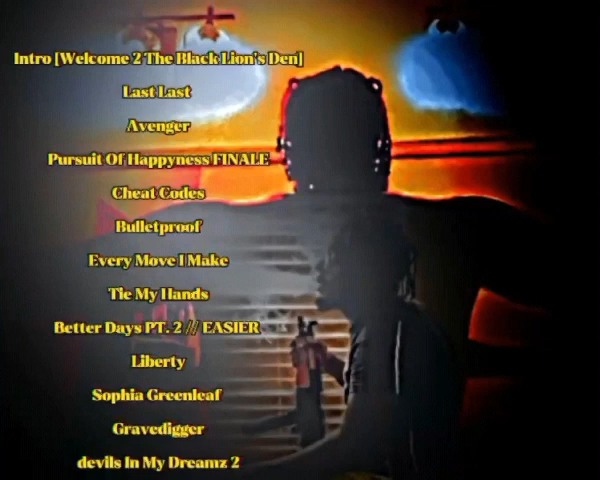 Intro [Welcome 2 The Black Lion's Den]
Last Last
Avenger
Pursuit Of Happyness FINALE
Cheat Codes
Bulletproof
Every Move I Make
Tie My Hands
Better Days PT. 2 // EASIER
Liberty
Sophia Greenleaf
Gravedigger
devils In My Dreamz 2